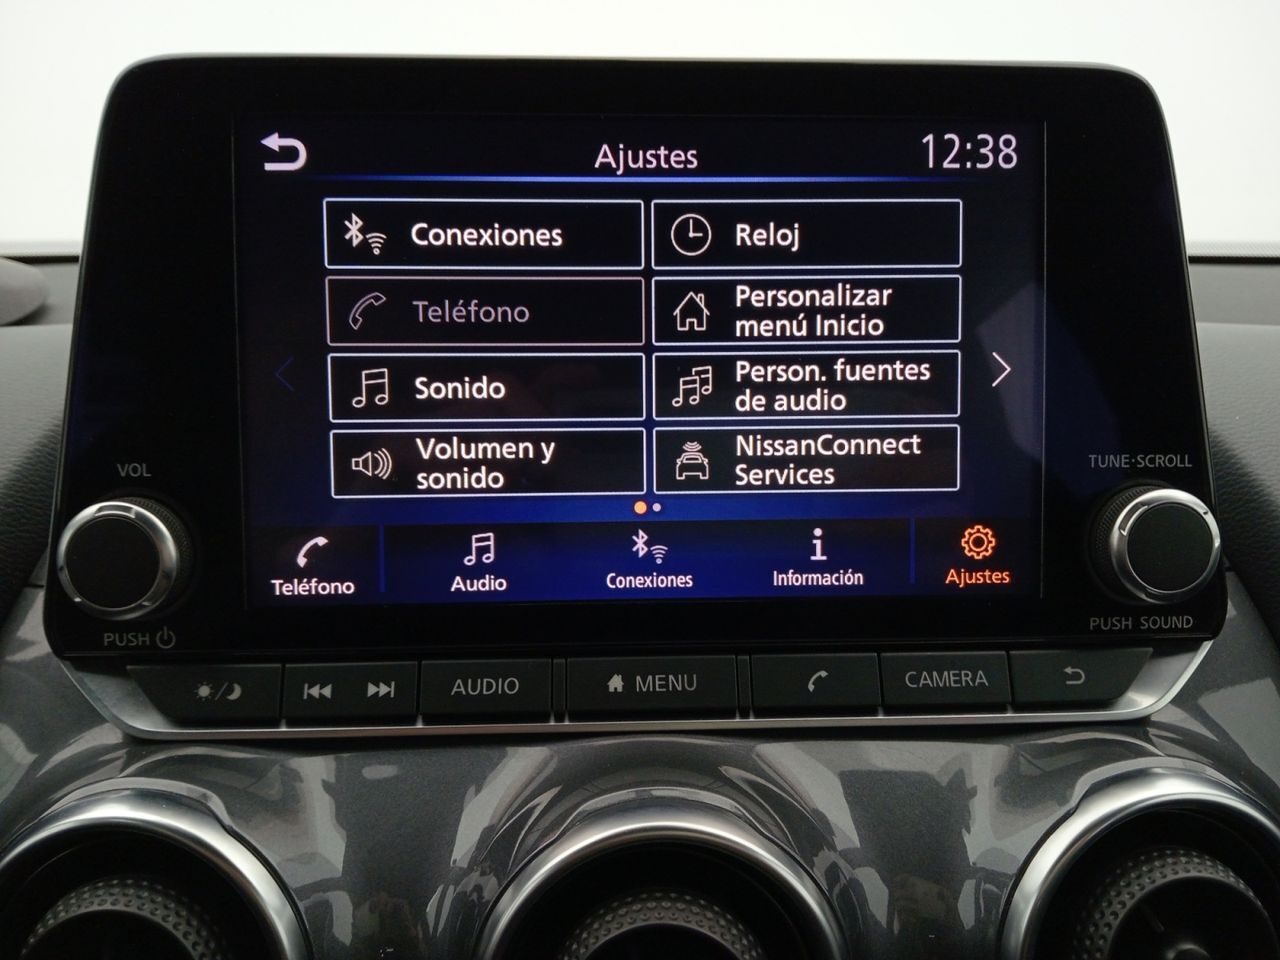 Ajustes
12:38
Conexiones
Reloj
Teléfono
Personalizar
menú Inicio
Sonido
Person. fuentes
de audio
Volumen y
sonido
NissanConnect
Services
VOL
TUNE·SCROLL
Teléfono
Audio
Conexiones
Información
Ajustes
PUSH
PUSH SOUND
AUDIO
MENU
CAMERA